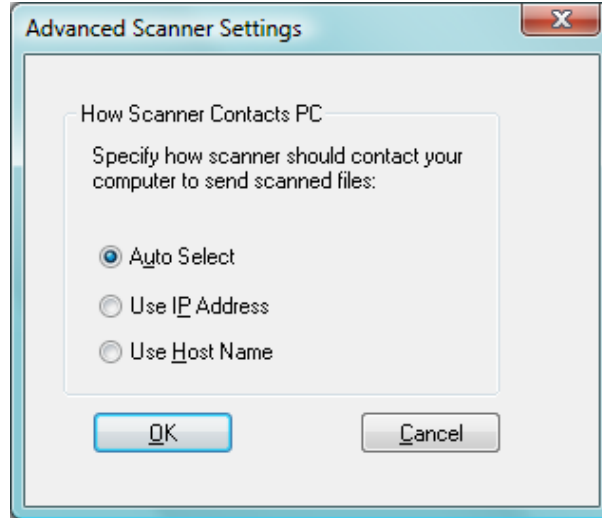 Advanced Scanner Settings
How Scanner Contacts PC
Specify how scanner should contact your
computer to send scanned files:
Auto Select
Use IP Address
Use Host Name
OK
Cancel